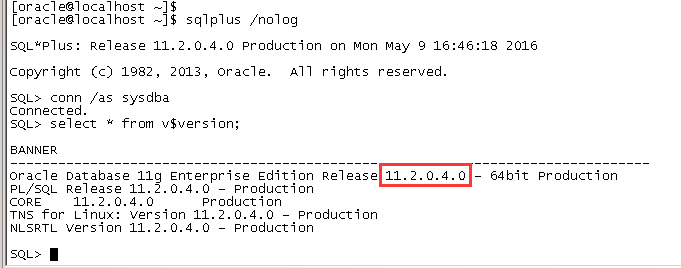 [oracle@localhost ~]$
[oracle@localhost ~]$ sqlplus /nolog
SQL*Plus: Release 11.2.0.4.0 Production on Mon May 9 16:46:18 2016
Copyright (c) 1982, 2013, Oracle.  All rights reserved.
SQL> conn /as sysdba
Connected.
SQL> select * from v$version;
BANNER
--------------------------------------------------------------------------------
Oracle Database 11g Enterprise Edition Release 11.2.0.4.0 - 64bit Production
PL/SQL Release 11.2.0.4.0 - Production
CORE    11.2.0.4.0      Production
TNS for Linux: Version 11.2.0.4.0 - Production
NLSRTL Version 11.2.0.4.0 - Production
SQL>